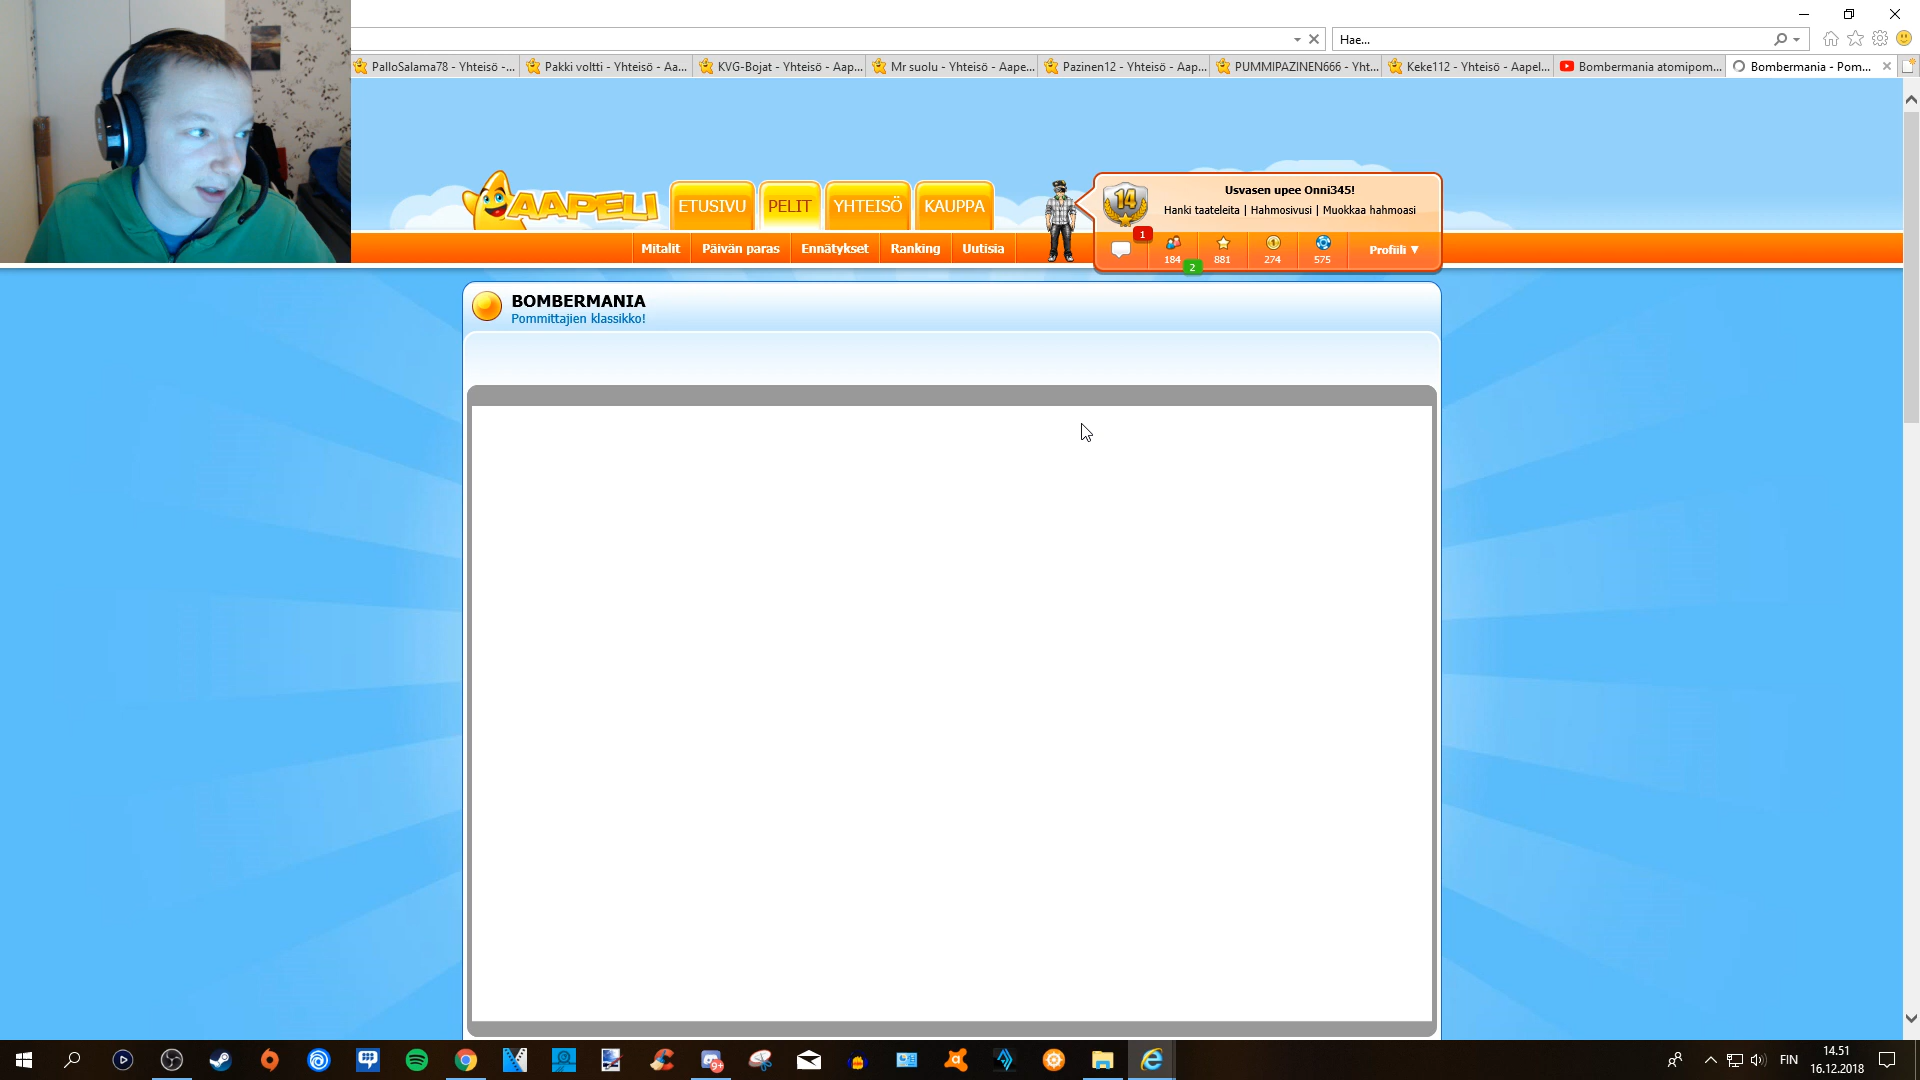 Hae...
PalloSalama78 - Yhteisö -...
Pakki voltti - Yhteisö - Aa...
KVG-Bojat - Yhteisö - Aap...
Mr suolu - Yhteisö - Aape...
Pazinen12 - Yhteisö - Aap...
PUMMIPAZINEN666 - Yht...
Keke112 - Yhteisö - Aapel...
Bombermania atomipom...
Bombermania - Pom...
AAPELI
ETUSIVU
PELIT
YHTEISÖ
KAUPPA
14
Usvasen upee Onni345!
Hanki taateleita | Hahmosivusi | Muokkaa hahmoasi
Mitalit
Päivän paras
Ennätykset
Ranking
Uutisia
1
184
2
881
274
575
Profiili ▼
BOMBERMANIA
Pommittajien klassikko!
9+
FIN
14.51
16.12.2018